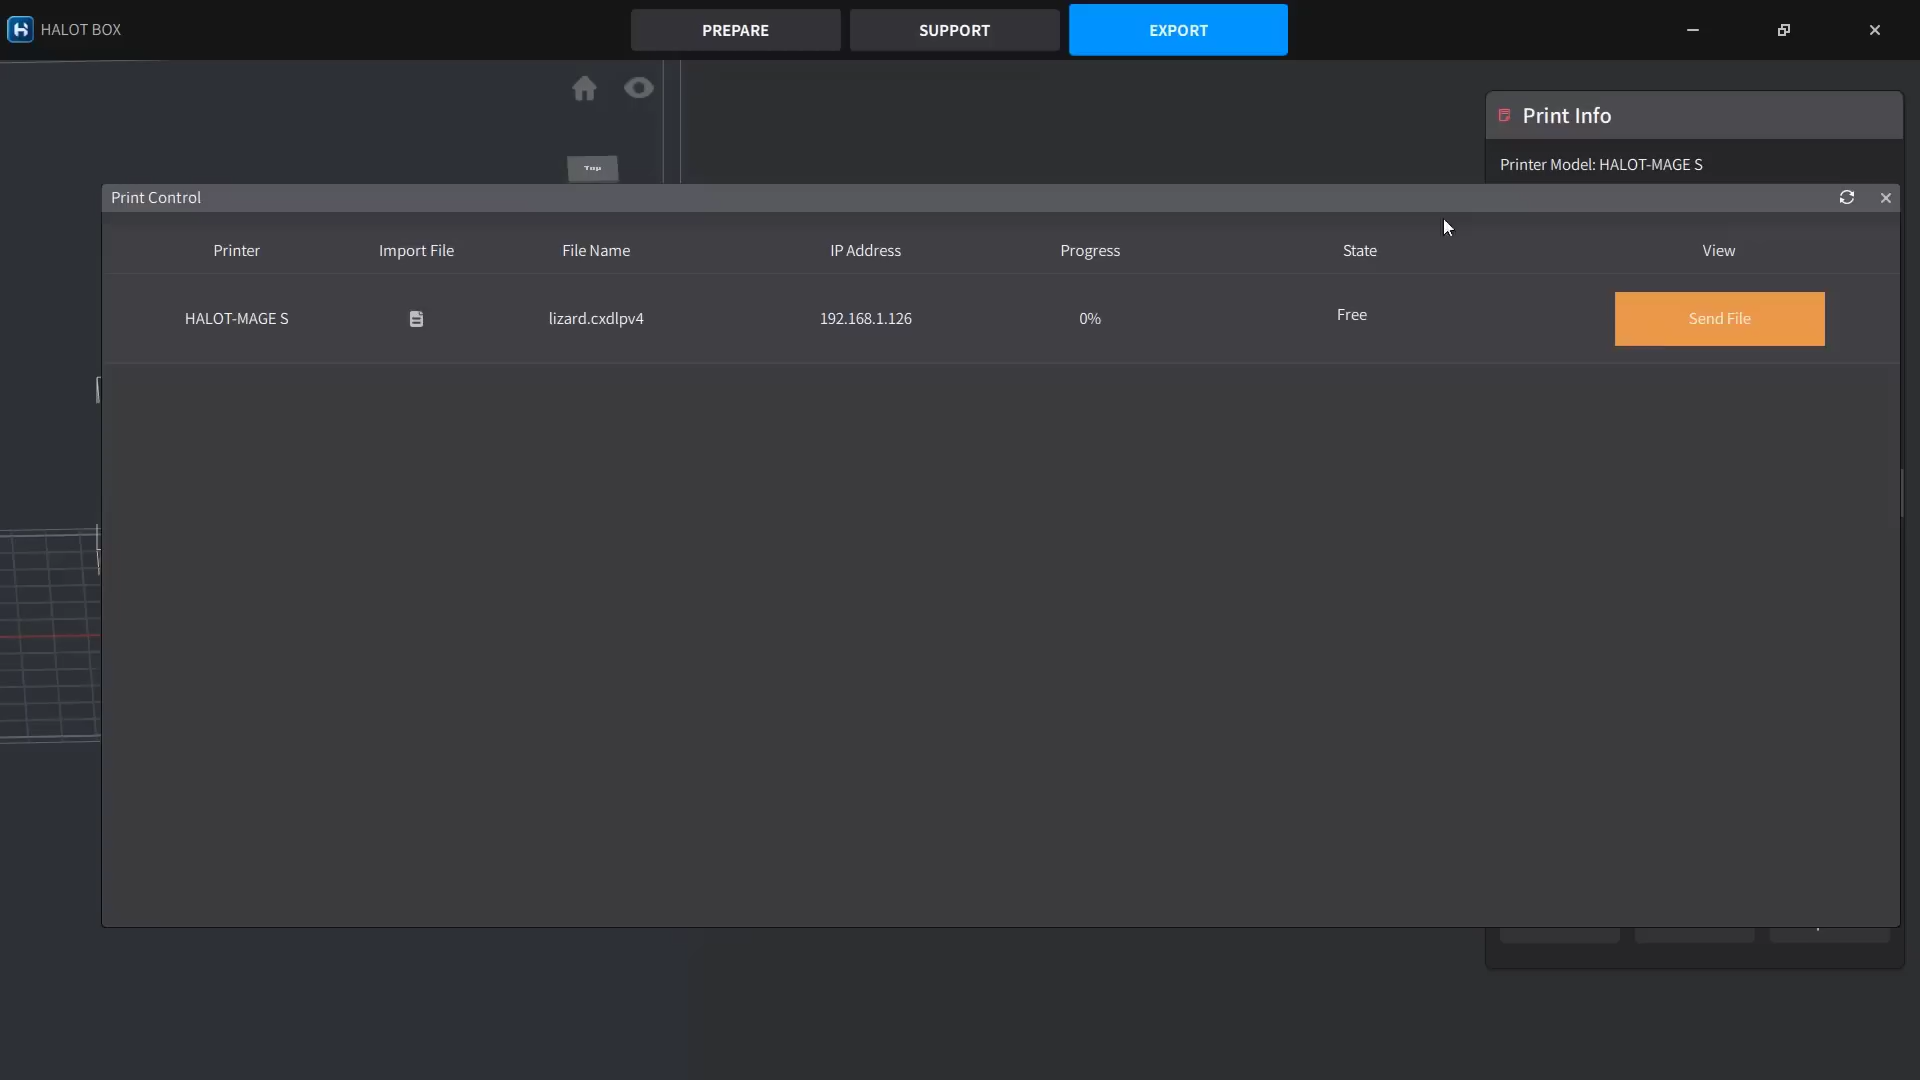 HALOT BOX
PREPARE
SUPPORT
EXPORT
Print Info
Top
Printer Model: HALOT-MAGE S
Print Control
Printer Import File File Name IP Address Progress State View
HALOT-MAGE S lizard.cxdlpv4 192.168.1.126 0% Free Send File